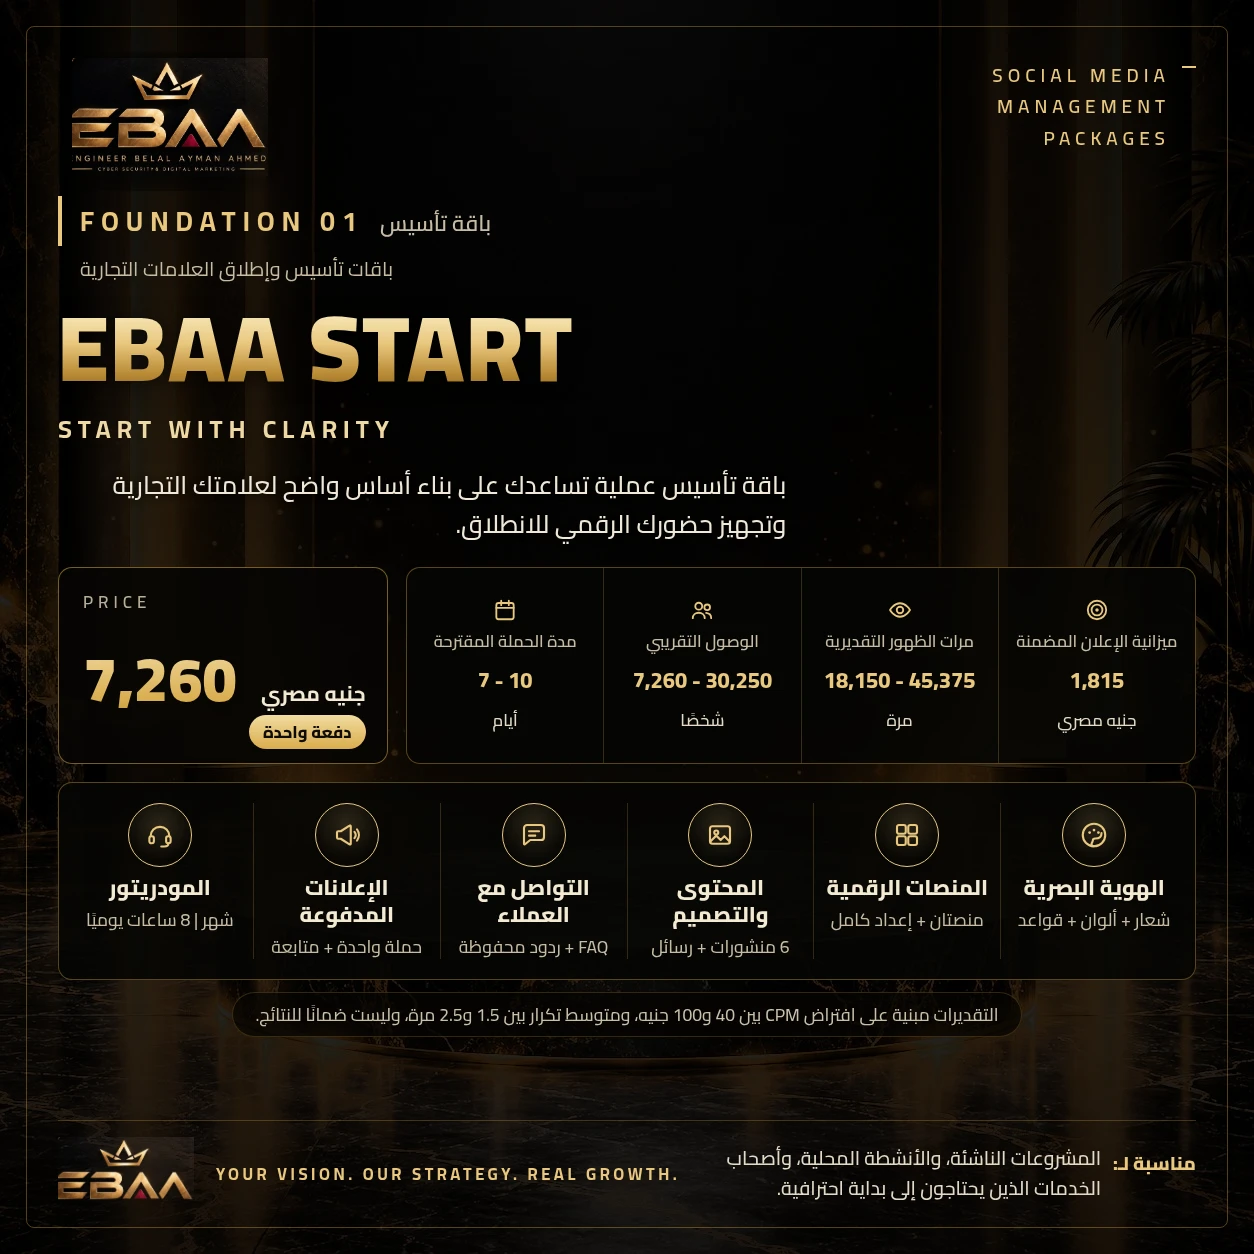 EBAA
ENGINEER BELAL AYMAN AHMED
CYBER SECURITY & DIGITAL MARKETING
SOCIAL MEDIA
MANAGEMENT
PACKAGES
FOUNDATION 01 باقة تأسيس
باقات تأسيس وإطلاق العلامات التجارية
EBAA START
START WITH CLARITY
باقة تأسيس عملية تساعدك على بناء أساس واضح لعلامتك التجارية
وتجهيز حضورك الرقمي للانطلاق.
PRICE
7,260 جنيه مصري
دفعة واحدة
ميزانية الإعلان المضمنة
1,815
جنيه مصري
مرات الظهور التقديرية
18,150 - 45,375
مرة
الوصول التقريبي
7,260 - 30,250
شخصًا
مدة الحملة المقترحة
7 - 10
أيام
الهوية البصرية
شعار + ألوان + قواعد
المنصات الرقمية
منصتان + إعداد كامل
المحتوى
والتصميم
6 منشورات + رسائل
التواصل مع
العملاء
FAQ + ردود محفوظة
الإعلانات
المدفوعة
حملة واحدة + متابعة
المودريتور
شهر | 8 ساعات يوميًا
التقديرات مبنية على افتراض CPM بين 40 و100 جنيه، ومتوسط تكرار بين 1.5 و2.5 مرة، وليست ضمانًا للنتائج.
مناسبة لـ: المشروعات الناشئة، والأنشطة المحلية، وأصحاب
الخدمات الذين يحتاجون إلى بداية احترافية.
YOUR VISION. OUR STRATEGY. REAL GROWTH.
EBAA